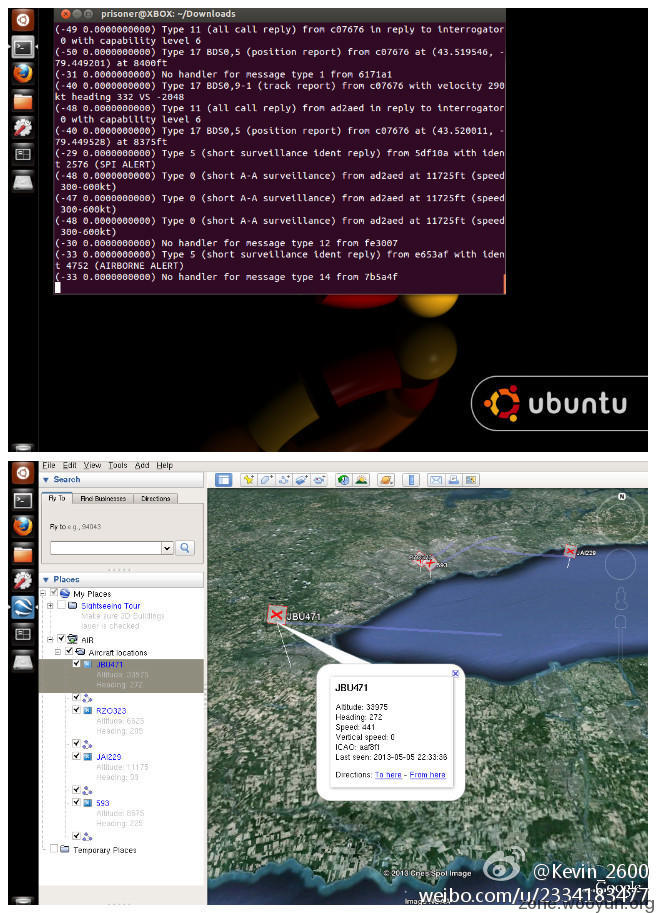 prisoner@XBOX: ~/Downloads
(-49 0.0000000000) Type 11 (all call reply) from c07676 in reply to interrogator
 0 with capability level 6
(-50 0.0000000000) Type 17 BDS0,5 (position report) from c07676 at (43.519546, -
79.449201) at 8400ft
(-31 0.0000000000) No handler for message type 1 from 6171a1
(-40 0.0000000000) Type 17 BDS0,9-1 (track report) from c07676 with velocity 290
kt heading 332 VS -2048
(-48 0.0000000000) Type 11 (all call reply) from ad2aed in reply to interrogator
 0 with capability level 6
(-40 0.0000000000) Type 17 BDS0,5 (position report) from c07676 at (43.520011, -
79.449528) at 8375ft
(-29 0.0000000000) Type 5 (short surveillance ident reply) from 5df10a with iden
t 2576 (SPI ALERT)
(-48 0.0000000000) Type 0 (short A-A surveillance) from ad2aed at 11725ft (speed
 300-600kt)
(-47 0.0000000000) Type 0 (short A-A surveillance) from ad2aed at 11725ft (speed
 300-600kt)
(-48 0.0000000000) Type 0 (short A-A surveillance) from ad2aed at 11725ft (speed
 300-600kt)
(-30 0.0000000000) No handler for message type 12 from fe3007
(-33 0.0000000000) Type 5 (short surveillance ident reply) from e653af with iden
t 4752 (AIRBORNE ALERT)
(-33 0.0000000000) No handler for message type 14 from 7b5a4f
ubuntu
File Edit View Tools Add Help
Search
Fly To Find Businesses Directions
Fly to e.g., 94043
Places
My Places
Sightseeing Tour
Make sure 3D Buildings
layer is checked
AIR
Aircraft locations
JBU471
Altitude: 33975
Heading: 272
RZO323
Altitude: 6625
JAI229
Altitude: 11175
593
Altitude: 8675
Heading: 225
Temporary Places
N
JAI229
593
JBU471
JBU471
Altitude: 33975
Heading: 272
Speed: 441
Vertical speed: 0
ICAO: aaf8f1
Last seen: 2013-05-05 22:33:36
Directions: To here - From here
© 2013 Cnes Spot Image
@Kevin_2600
Google
weibo.com/u/2334183477
zone.wooyun.org